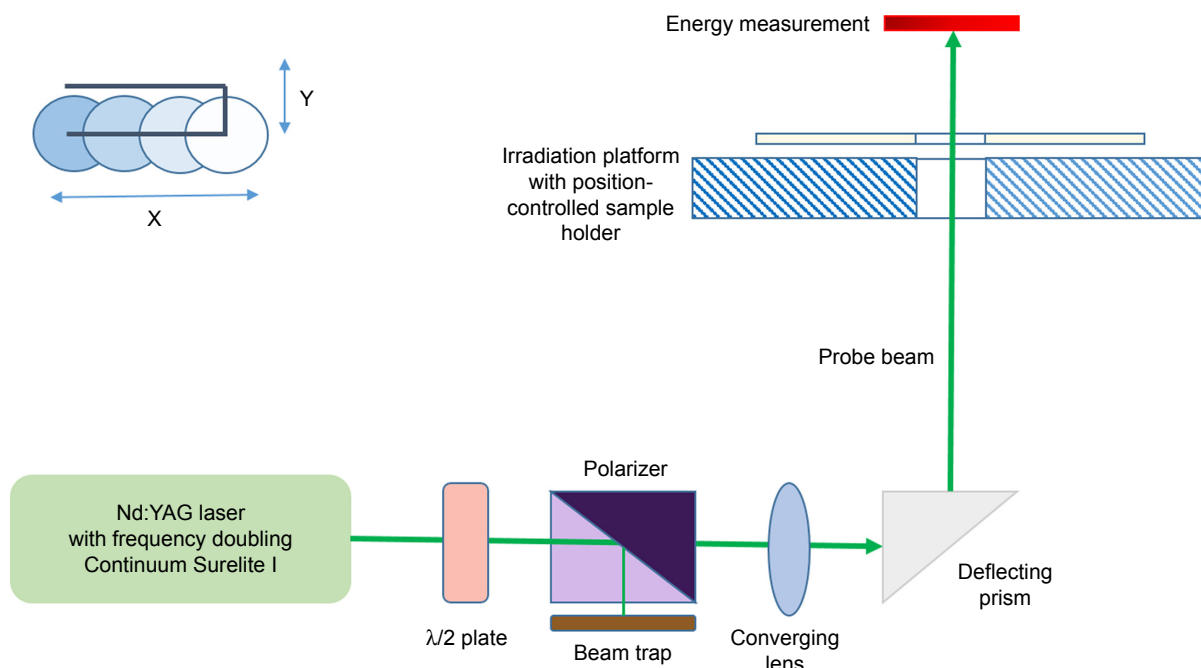 Energy measurement
Y
X
Irradiation platform
with position-
controlled sample
holder
Probe beam
Polarizer
Nd:YAG laser
with frequency doubling
Continuum Surelite I
Deflecting
prism
λ/2 plate
Beam trap
Converging
lens